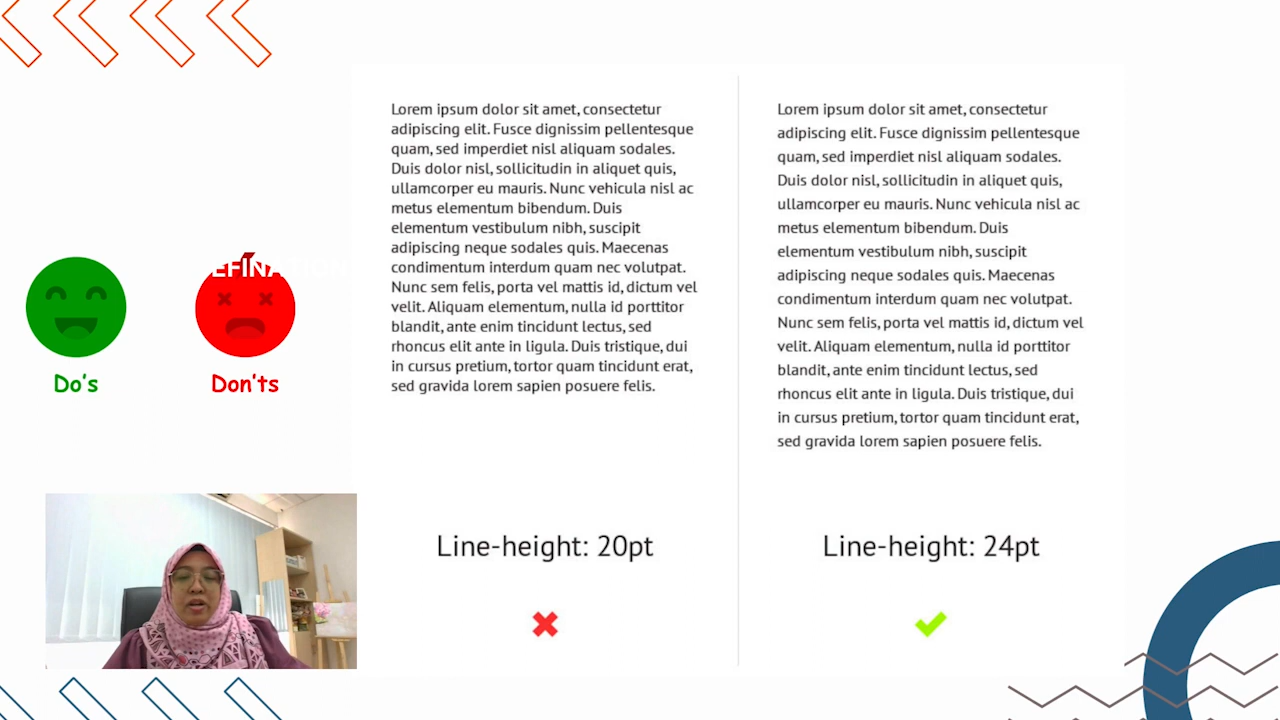 Lorem ipsum dolor sit amet, consectetur
adipiscing elit. Fusce dignissim pellentesque
quam, sed imperdiet nisl aliquam sodales.
Duis dolor nisl, sollicitudin in aliquet quis,
ullamcorper eu mauris. Nunc vehicula nisl ac
metus elementum bibendum. Duis
elementum vestibulum nibh, suscipit
adipiscing neque sodales quis. Maecenas
condimentum interdum quam nec volutpat.
Nunc sem felis, porta vel mattis id, dictum vel
velit. Aliquam elementum, nulla id porttitor
blandit, ante enim tincidunt lectus, sed
rhoncus elit ante in ligula. Duis tristique, dui
in cursus pretium, tortor quam tincidunt erat,
sed gravida lorem sapien posuere felis.
Line-height: 20pt
Lorem ipsum dolor sit amet, consectetur
adipiscing elit. Fusce dignissim pellentesque
quam, sed imperdiet nisl aliquam sodales.
Duis dolor nisl, sollicitudin in aliquet quis,
ullamcorper eu mauris. Nunc vehicula nisl ac
metus elementum bibendum. Duis
elementum vestibulum nibh, suscipit
adipiscing neque sodales quis. Maecenas
condimentum interdum quam nec volutpat.
Nunc sem felis, porta vel mattis id, dictum vel
velit. Aliquam elementum, nulla id porttitor
blandit, ante enim tincidunt lectus, sed
rhoncus elit ante in ligula. Duis tristique, dui
in cursus pretium, tortor quam tincidunt erat,
sed gravida lorem sapien posuere felis.
Line-height: 24pt
Do's
Don'ts